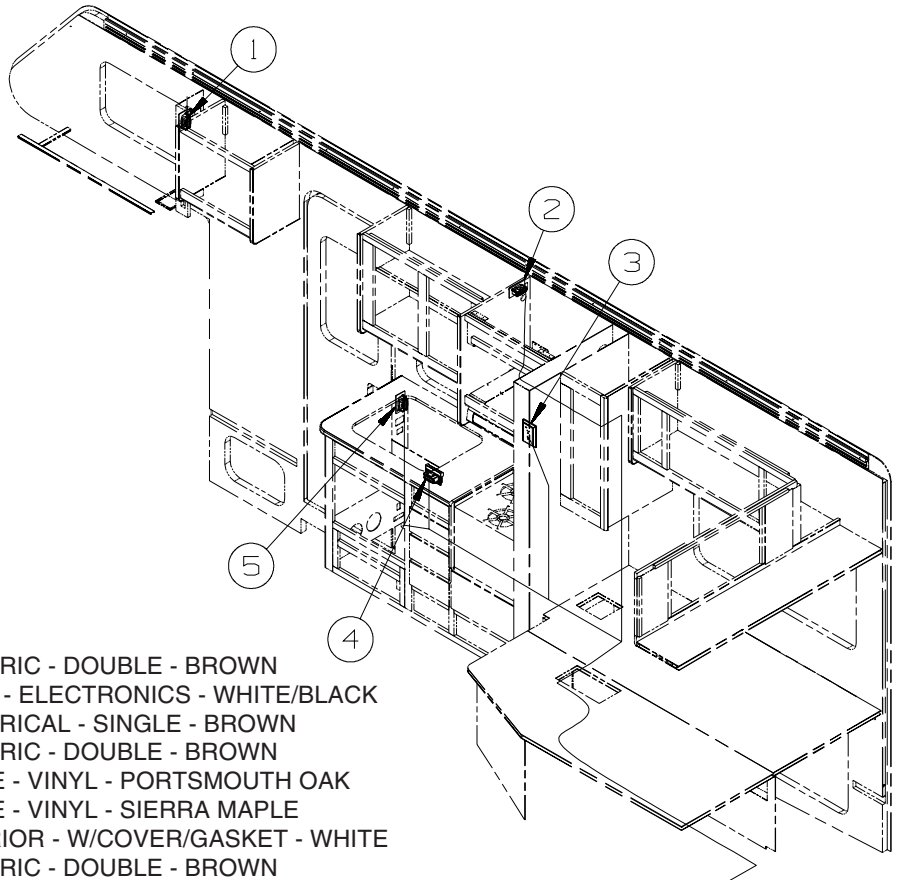 1
2
3
5
4
RIC - DOUBLE - BROWN
- ELECTRONICS - WHITE/BLACK
RICAL - SINGLE - BROWN
RIC - DOUBLE - BROWN
E - VINYL - PORTSMOUTH OAK
E - VINYL - SIERRA MAPLE
RIOR - W/COVER/GASKET - WHITE
RIC - DOUBLE - BROWN